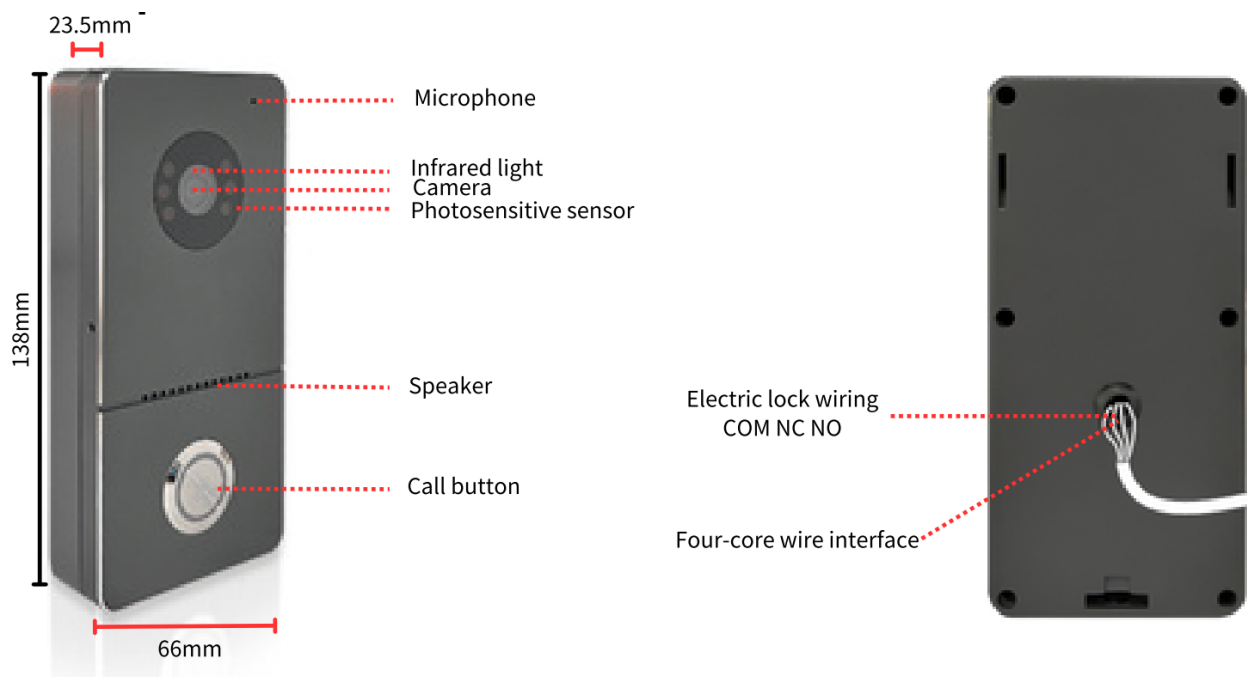 23.5mm
Microphone
Infrared light
Camera
Photosensitive sensor
138mm
Speaker
Call button
66mm
Electric lock wiring
COM NC NO
Four-core wire interface